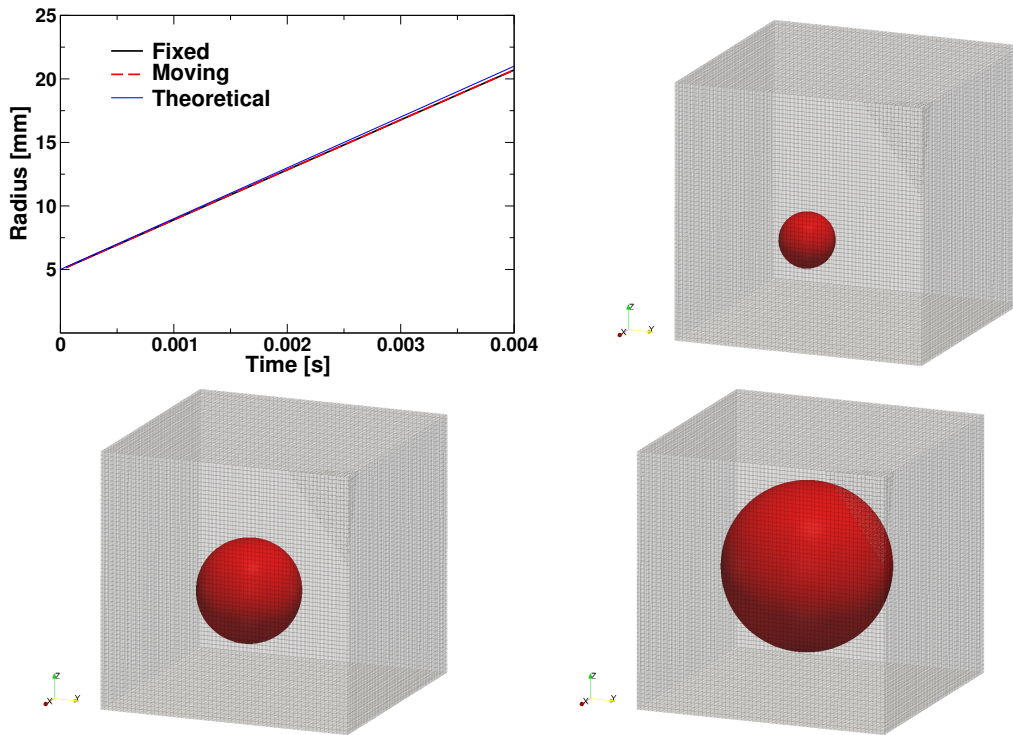 25
20
15
10
5
Radius [mm]
Fixed
Moving
Theoretical
0
0.001
0.002
0.003
0.004
Time [s]
Z
X
Y
Z
X
Y
Z
X
Y